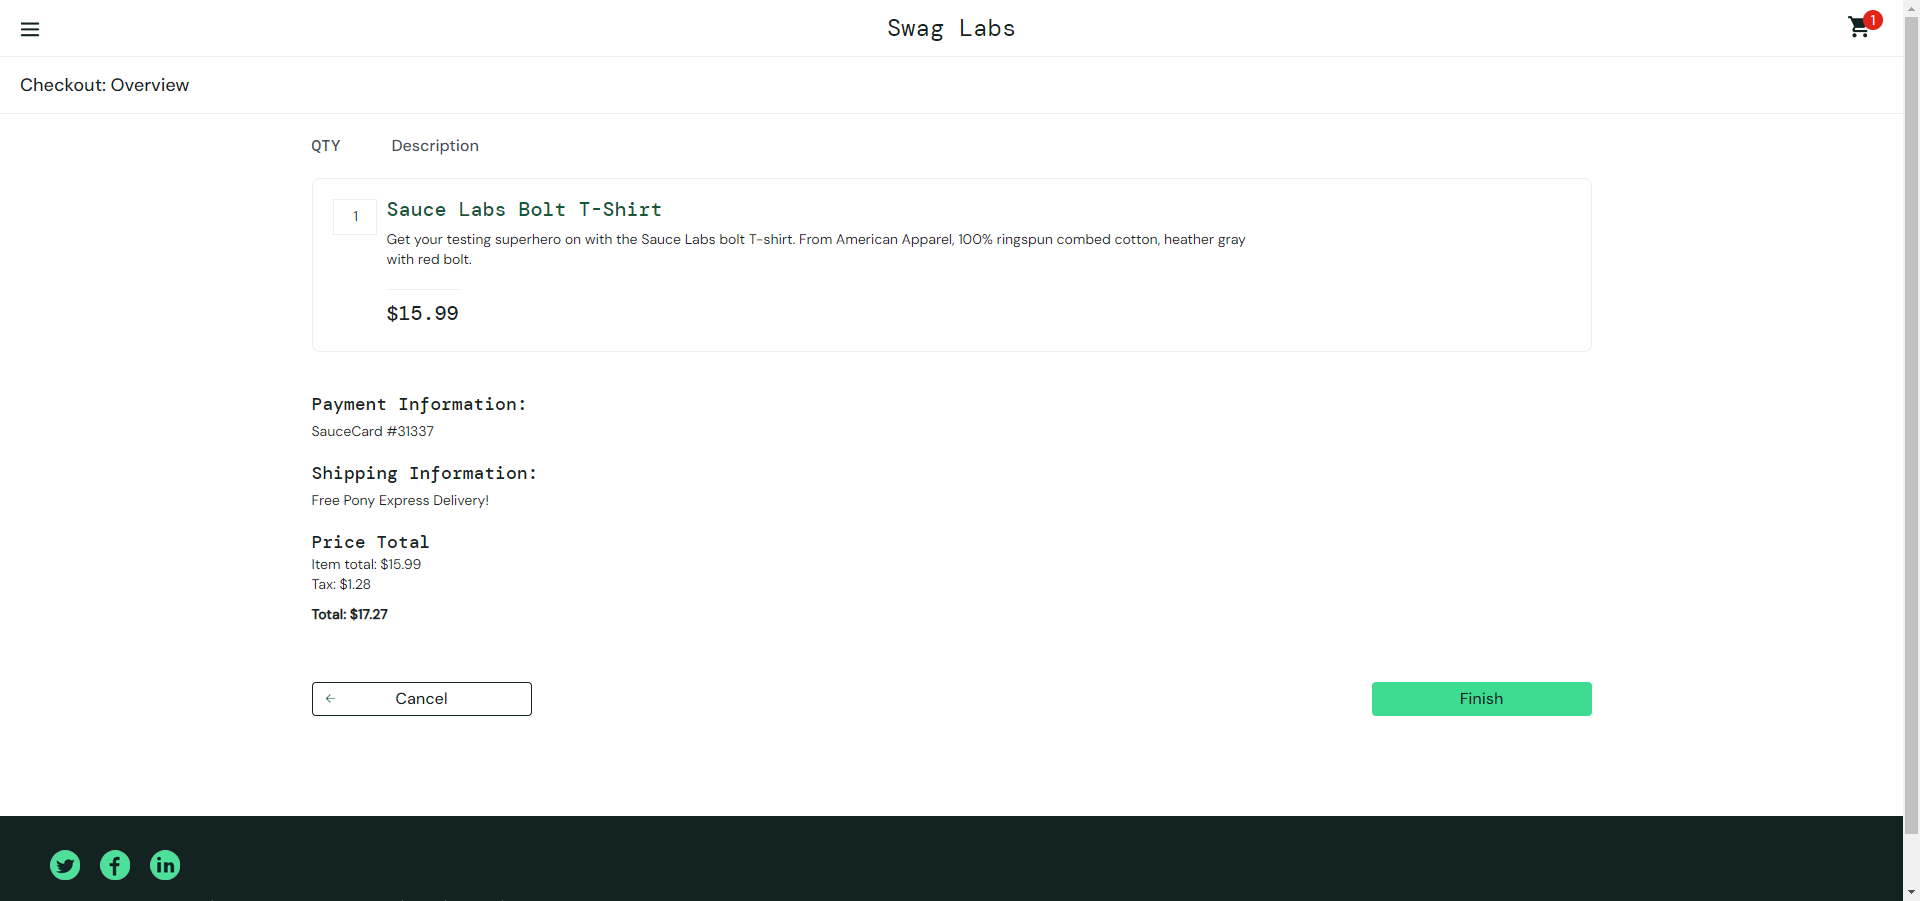 Swag Labs
1
Checkout: Overview
QTY Description
1
Sauce Labs Bolt T-Shirt
Get your testing superhero on with the Sauce Labs bolt T-shirt. From American Apparel, 100% ringspun combed cotton, heather gray
with red bolt.
$15.99
Payment Information:
SauceCard #31337
Shipping Information:
Free Pony Express Delivery!
Price Total
Item total: $15.99
Tax: $1.28
Total: $17.27
Cancel
Finish